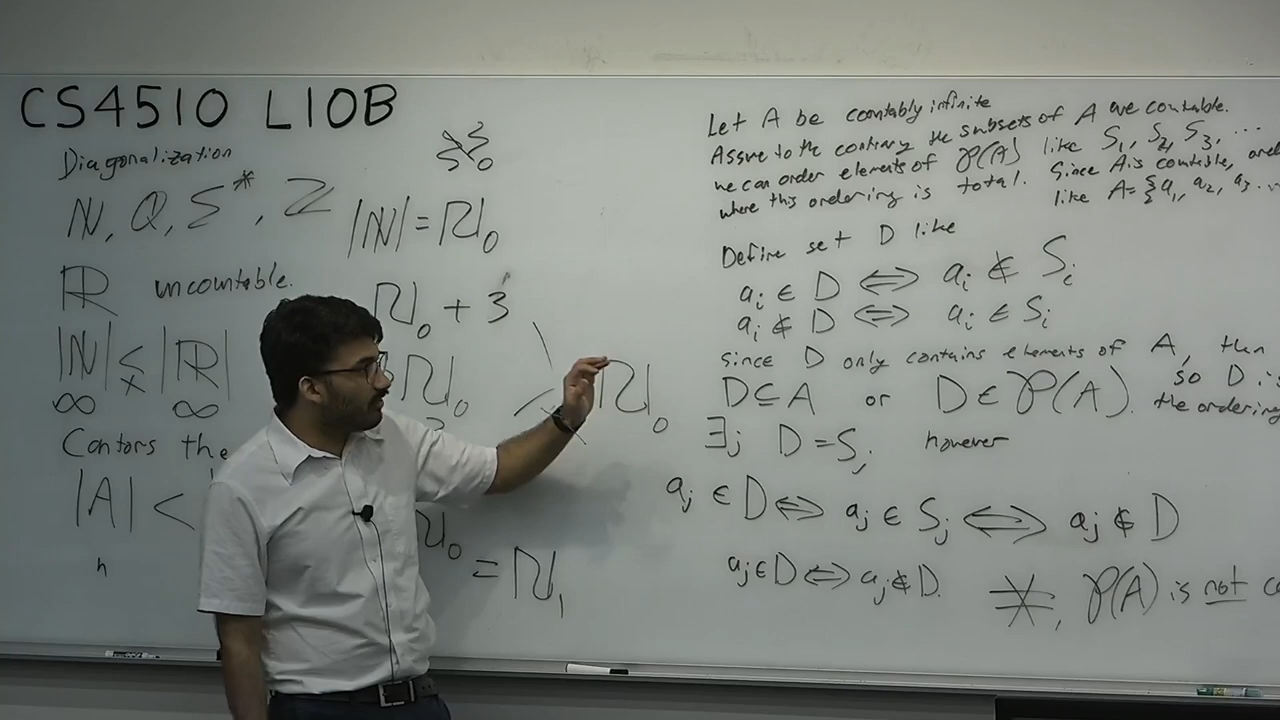 CS4510 L10B
Diagonalization
ℕ, Q, Σ*, ℤ
ℝ uncountable.
|ℕ| ≨ |ℝ|
∞ ∞
Cantors the
|A| <
n
ℵ₀
|ℕ| = ℵ₀
ℵ₀ + 3
ℵ₀
ℵ₀
ℵ₀ = ℵ₁
Let A be countably infinite
Assume to the contrary the subsets of A are countable.
we can order elements of 𝒫(A) like S₁, S₂, S₃, ...
where this ordering is total. Since A is countable,
like A = {a₁, a₂, a₃ ...
Define set D like
aᵢ ∈ D ⟺ aᵢ ∉ Sᵢ
aᵢ ∉ D ⟺ aᵢ ∈ Sᵢ
since D only contains elements of A, then
D ⊆ A or D ∈ 𝒫(A). so D is
the ordering
∃j D = Sⱼ however
aⱼ ∈ D ⟺ aⱼ ∈ Sⱼ ⟺ aⱼ ∉ D
aⱼ ∈ D ⟺ aⱼ ∉ D. , 𝒫(A) is not